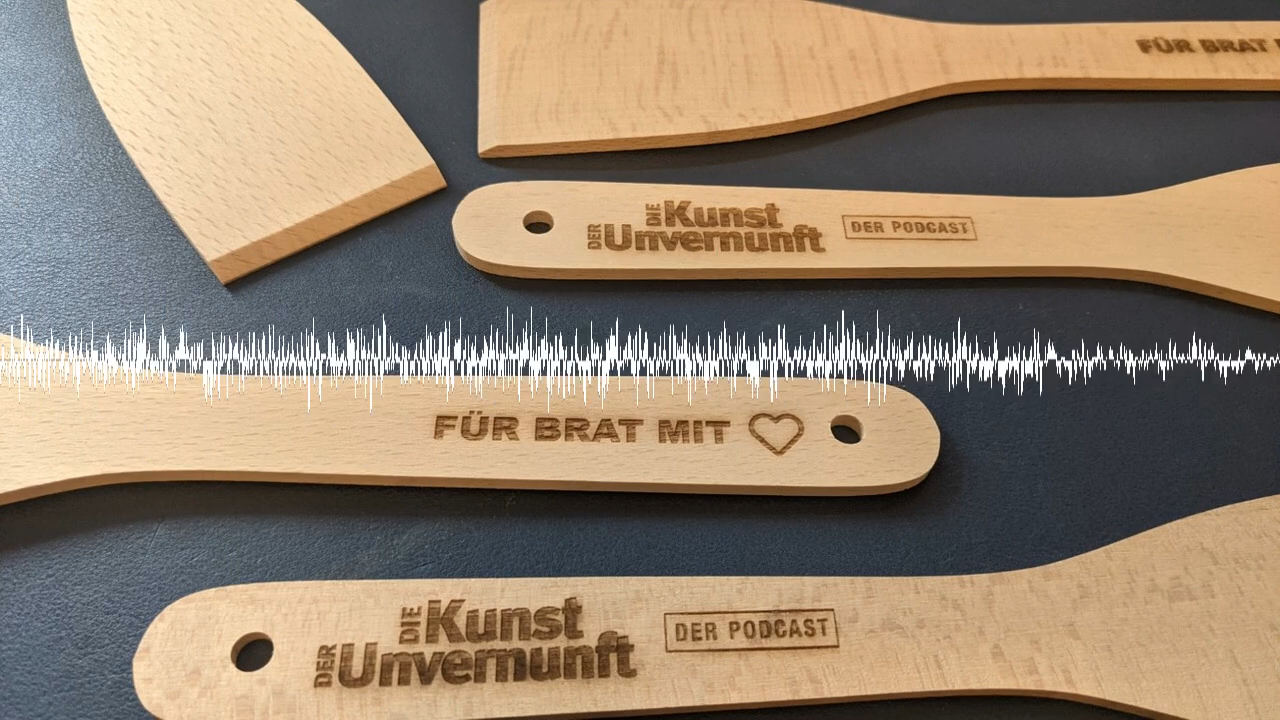 FÜR BRAT
DIE Kunst
DER Unvernunft
DER PODCAST
FÜR BRAT MIT ♡
DIE Kunst
DER Unvernunft
DER PODCAST